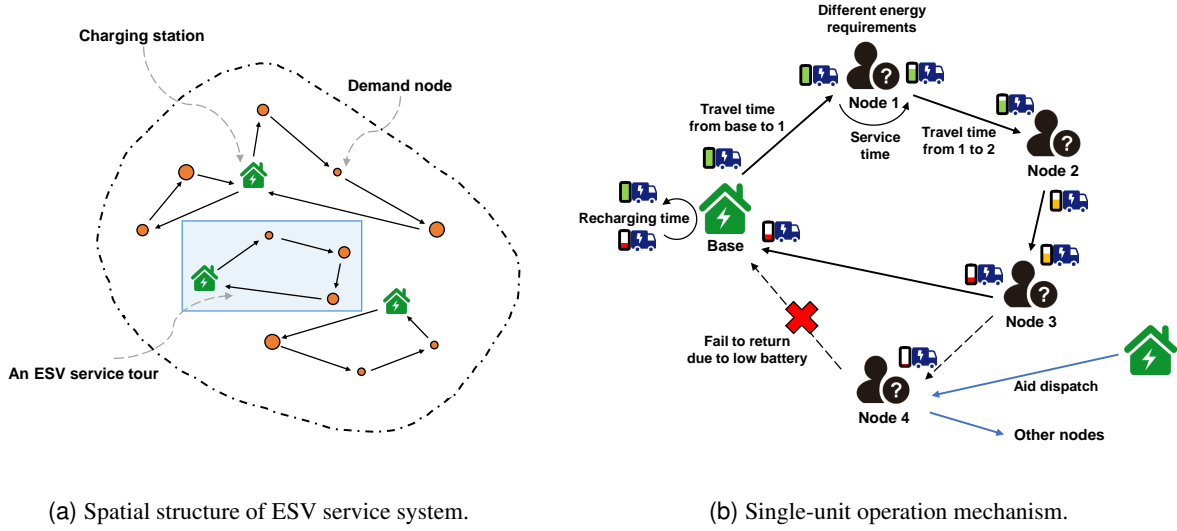 Charging station
Demand node
An ESV service tour
(a) Spatial structure of ESV service system.
Different energy
requirements
?
Node 1
Travel time
from base to 1
Service
time
Travel time
from 1 to 2
?
Node 2
Recharging time
Base
?
Node 3
Fail to return
due to low battery
?
Node 4
Aid dispatch
Other nodes
(b) Single-unit operation mechanism.